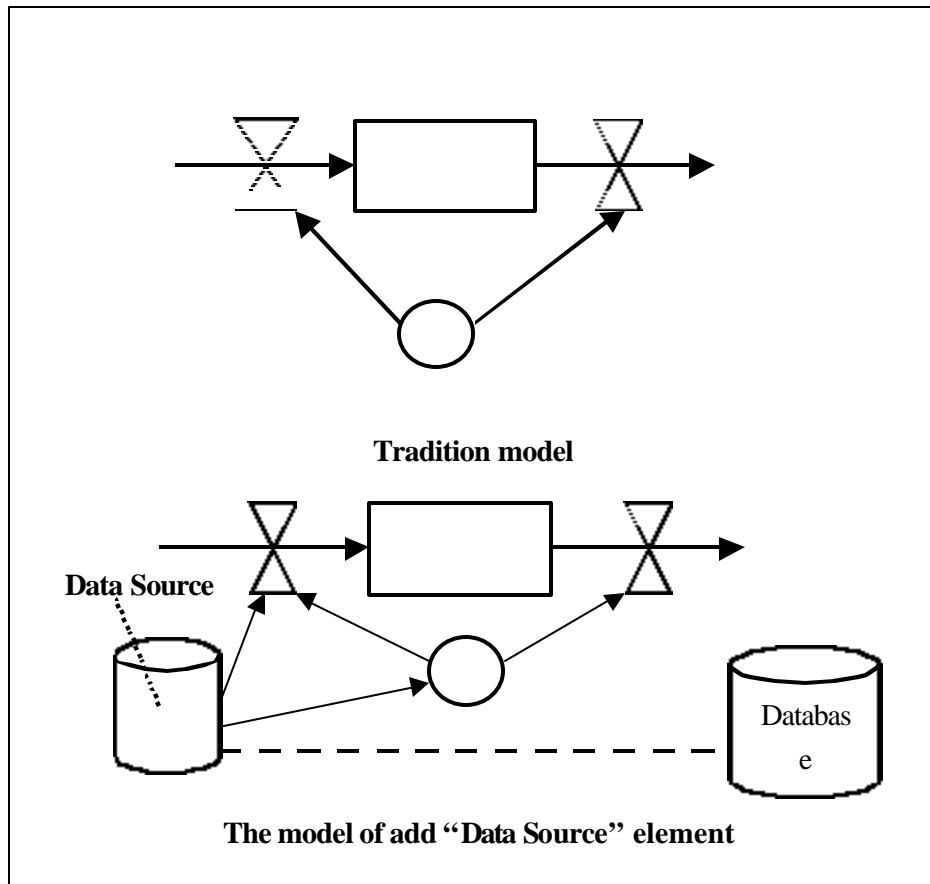 Tradition model
Data Source
Databas
e
The model of add “Data Source” element